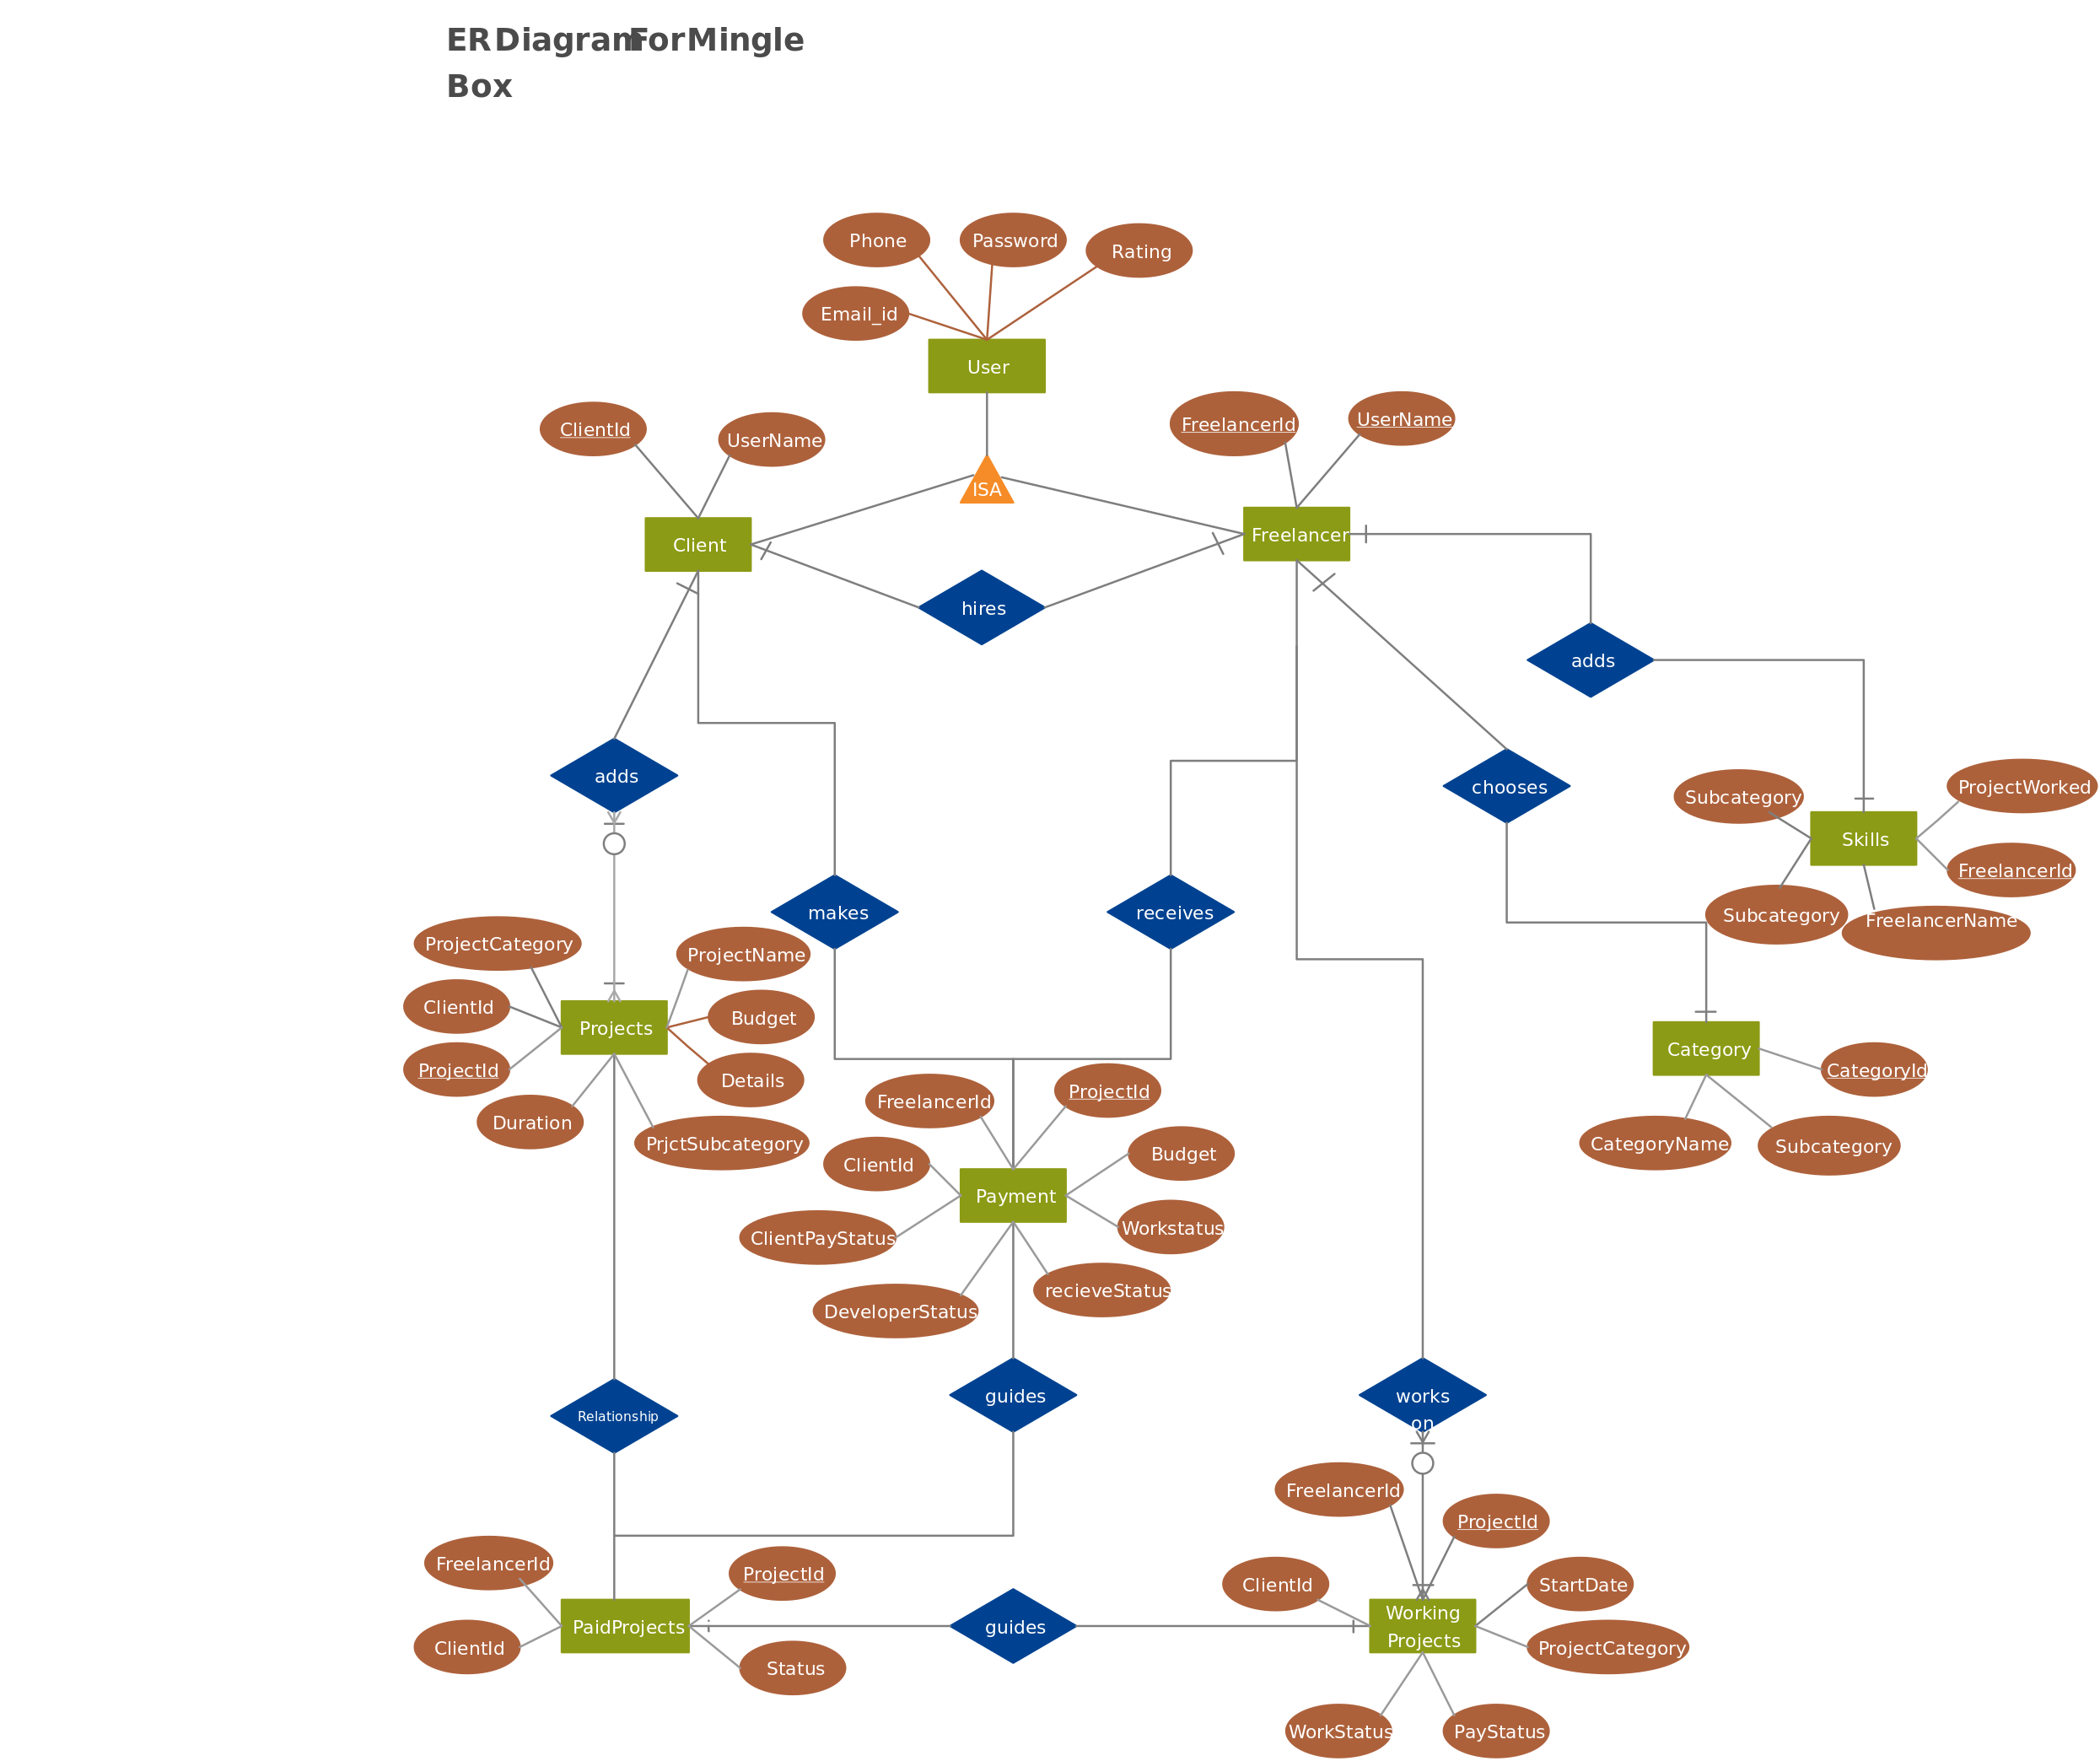 ER Diagram For Mingle
Box
Phone
Password
Rating
Email_id
User
ClientId
UserName
FreelancerId
UserName
ISA
Client
Freelancer
hires
adds
adds
chooses
Subcategory
ProjectWorked
Skills
FreelancerId
Subcategory
FreelancerName
makes
receives
ProjectCategory
ProjectName
ClientId
Budget
Projects
ProjectId
Details
Duration
PrjctSubcategory
Category
CategoryId
CategoryName
Subcategory
FreelancerId
ProjectId
ClientId
Budget
Payment
ClientPayStatus
Workstatus
DeveloperStatus
recieveStatus
Relationship
guides
works
on
FreelancerId
ProjectId
ClientId
StartDate
Working
Projects
ProjectCategory
WorkStatus
PayStatus
FreelancerId
ProjectId
PaidProjects
guides
ClientId
Status